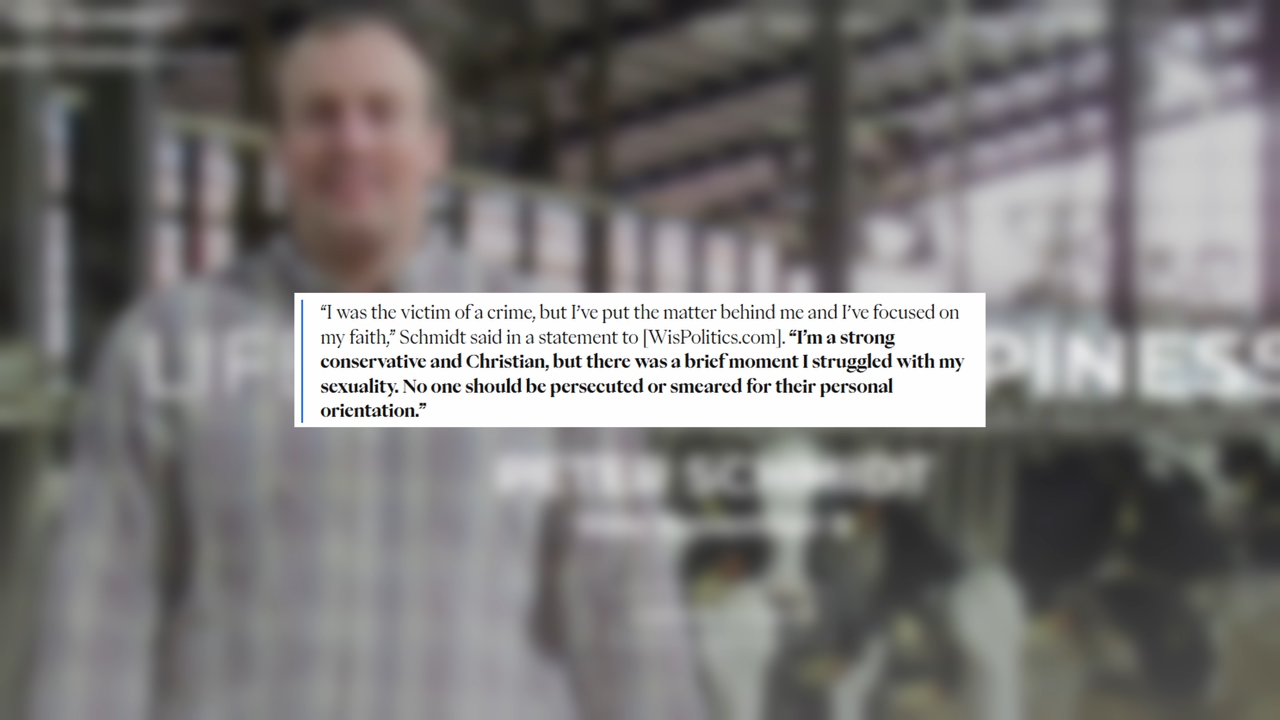 “I was the victim of a crime, but I’ve put the matter behind me and I’ve focused on
my faith,” Schmidt said in a statement to [WisPolitics.com]. “I’m a strong
conservative and Christian, but there was a brief moment I struggled with my
sexuality. No one should be persecuted or smeared for their personal
orientation.”
PETER SCHMIDT